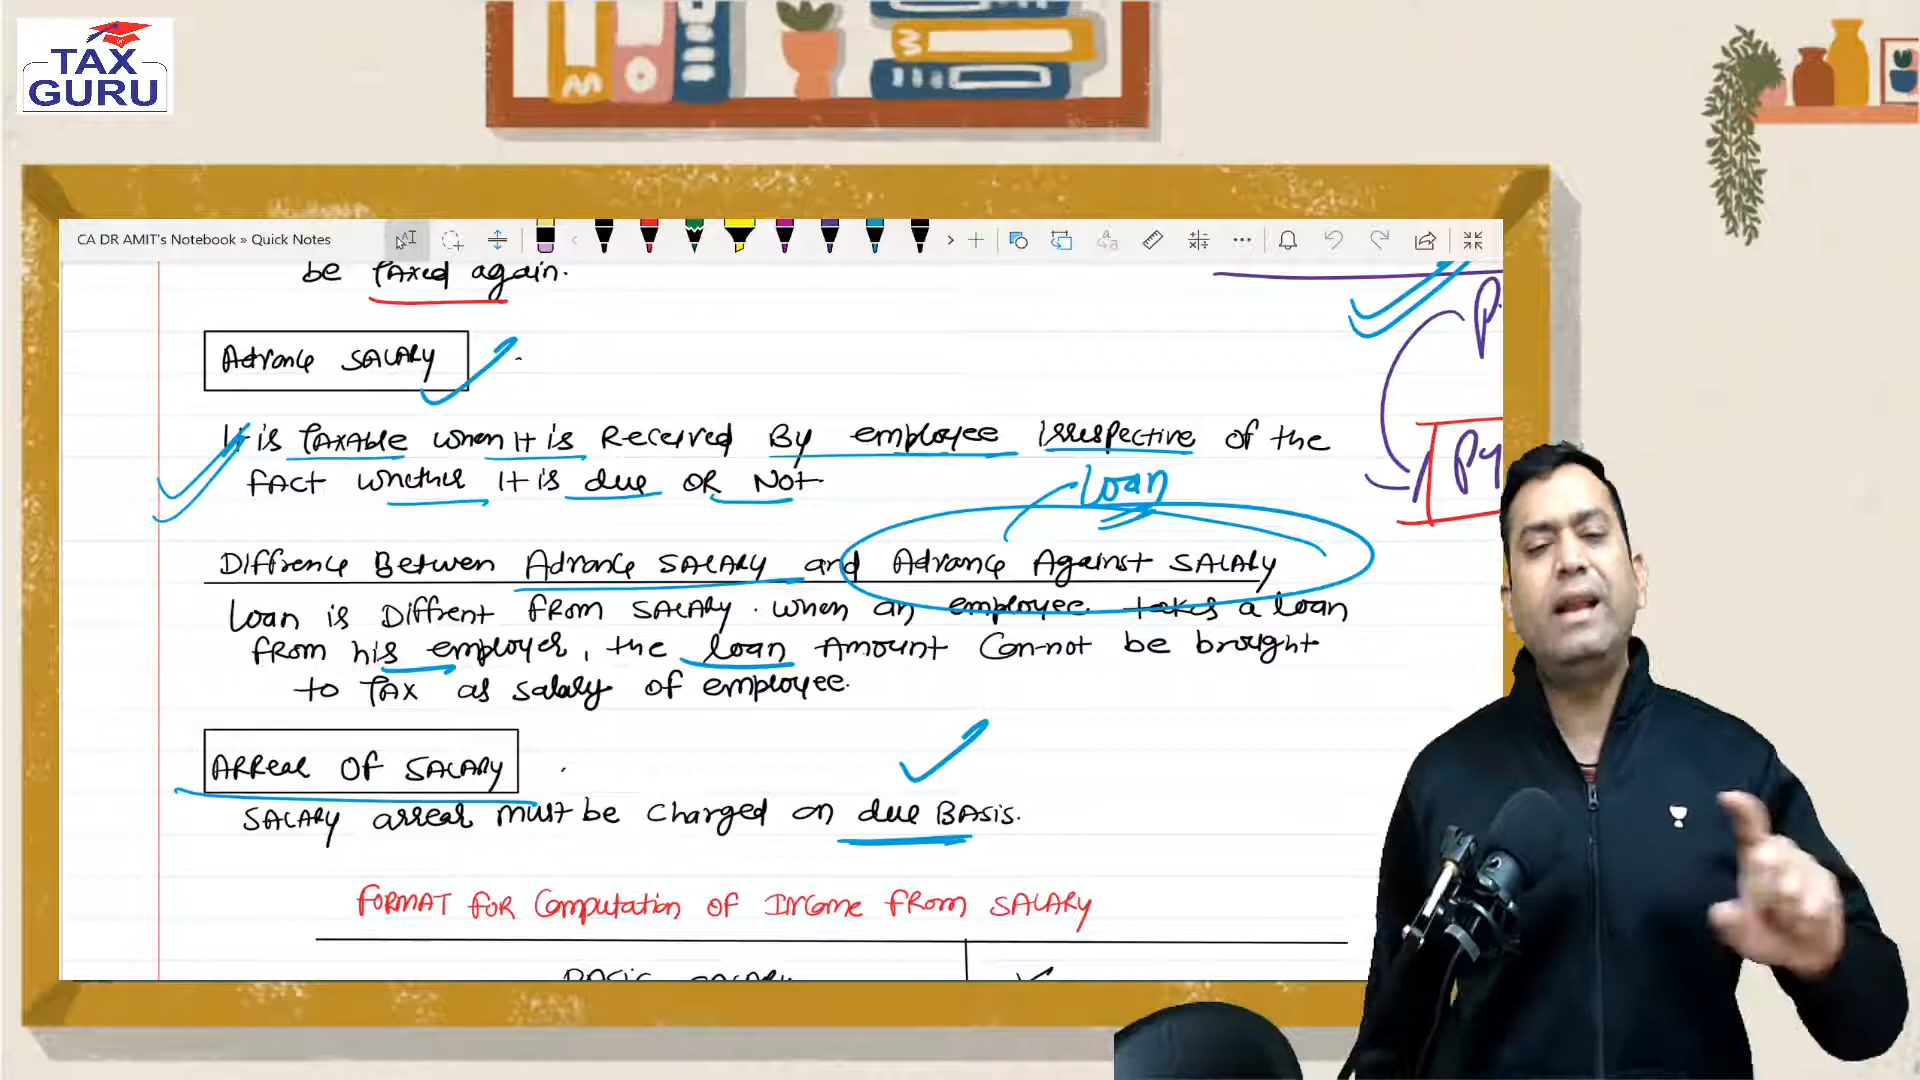 TAX
GURU
CA DR AMIT's Notebook » Quick Notes
be Taxed again.
Advance SALARY
It is TAXABLE when It is Received By employee irrespective of the
FACT whether It is due OR Not
Loan
Diffrence Between Advance SALARY and Advance Against SALARY
Loan is Diffrent from SALARY. When an employee takes a loan
from his employer, the loan Amount Can-not be brought
to TAX as salary of employee.
ARREAR OF SALARY
SALARY arrear must be charged on due BASIS.
FORMAT FOR Computation OF Income From SALARY
BASIC SALARY